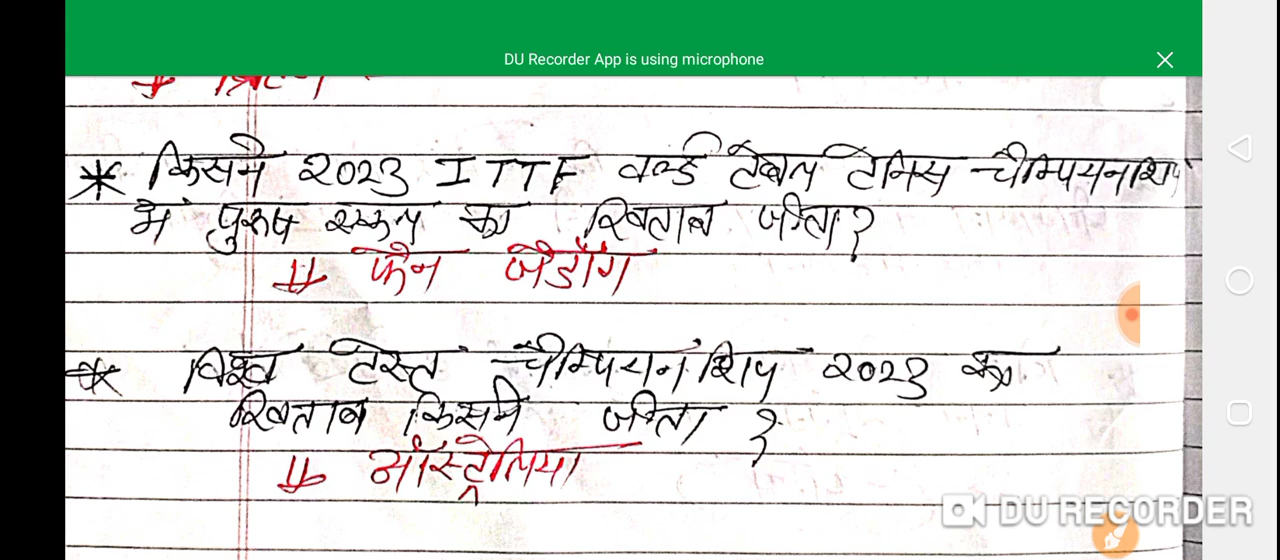 DU Recorder App is using microphone
* किसने 2023 ITTF वर्ल्ड टेबल टेनिस चैम्पियनशिप
में पुरुष एकल का खिताब जीता?
⇓ फैन जेडोंग
* विश्व टेस्ट चैम्पियनशिप 2023 का
खिताब किसने जीता?
⇓ ऑस्ट्रेलिया
DU RECORDER